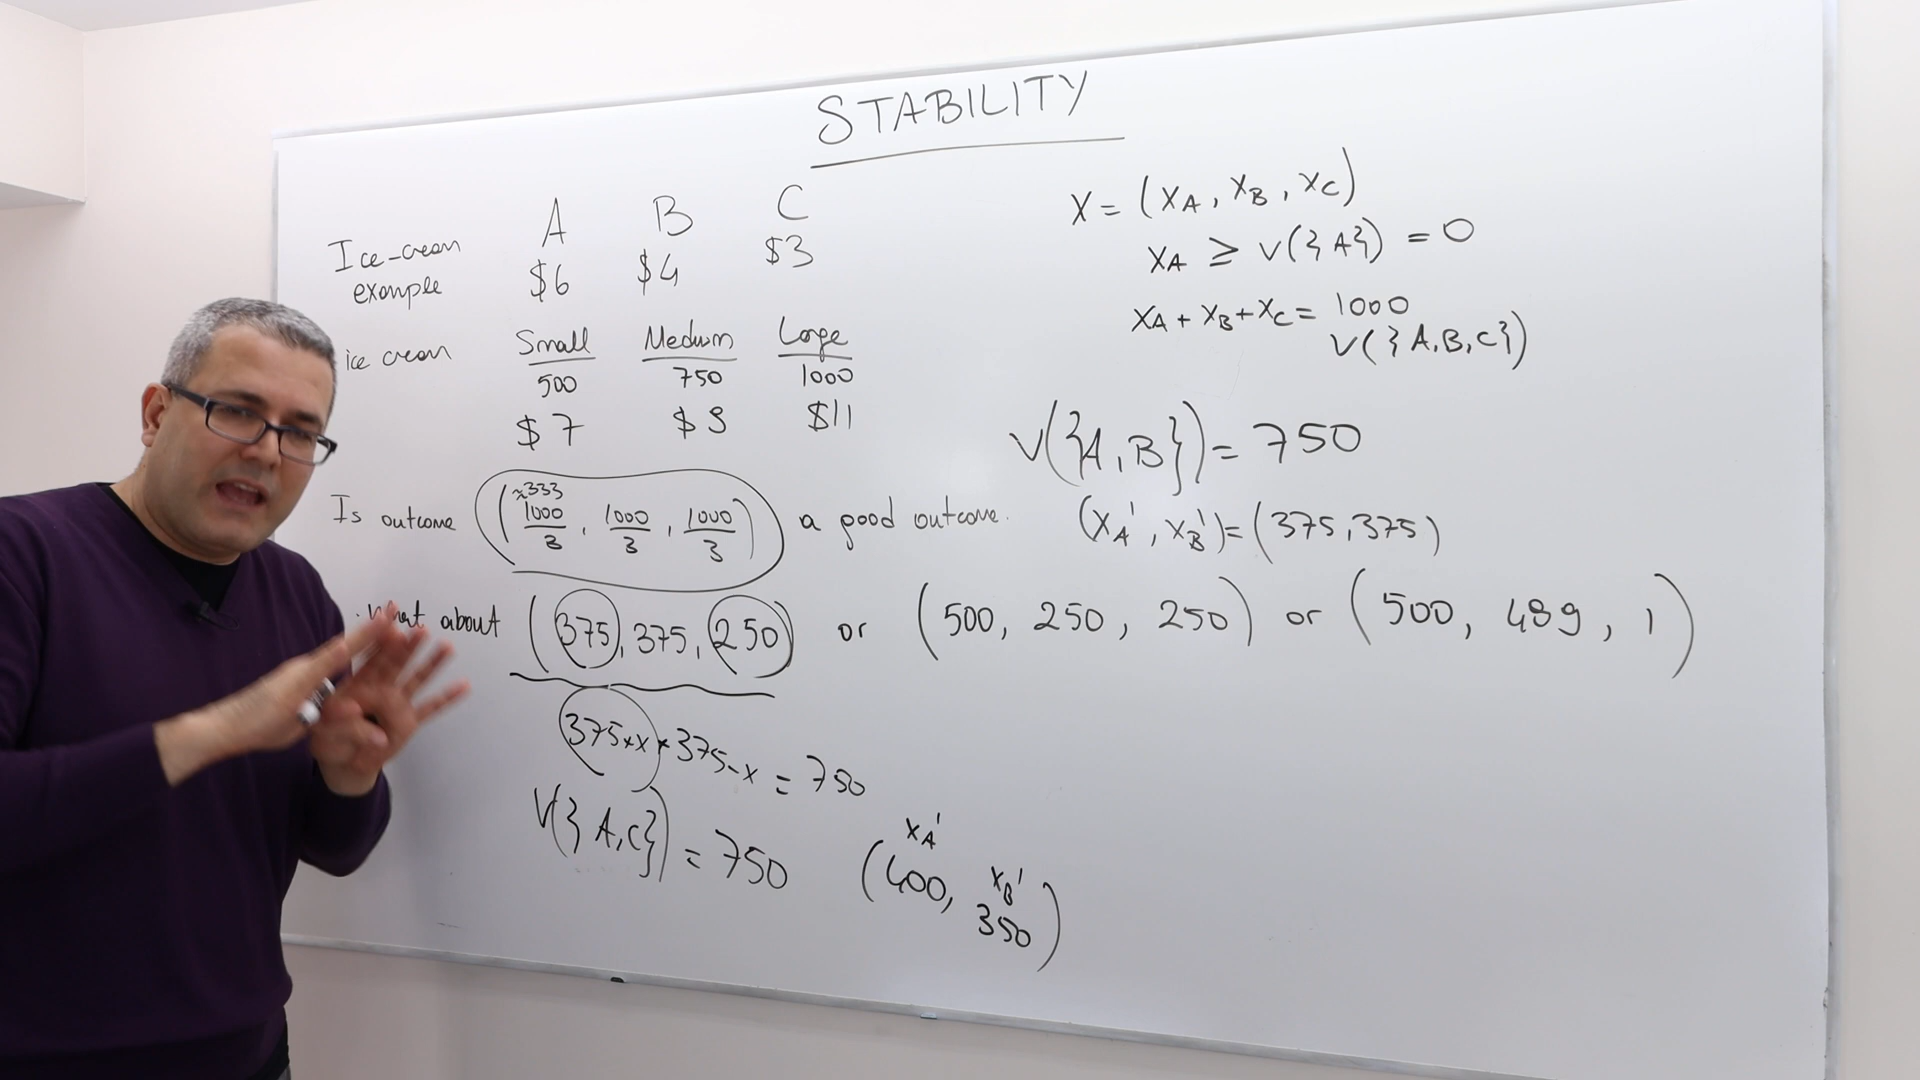 STABILITY
A B C
Ice-cream example $6 $4 $3
ice cream Small Medium Large
500 750 1000
$7 $9 $11
Is outcome (≈333 1000/3, 1000/3, 1000/3) a good outcome.
What about (375, 375, 250) or (500, 250, 250) or (500, 499, 1)
375+x+375-x = 750
V({A,C}) = 750
(400, 350)
xA' xB'
X = (xA, xB, xC)
xA ≥ V({A}) = 0
xA + xB + xC = 1000
V({A,B,C})
V({A,B}) = 750
(xA', xB') = (375, 375)